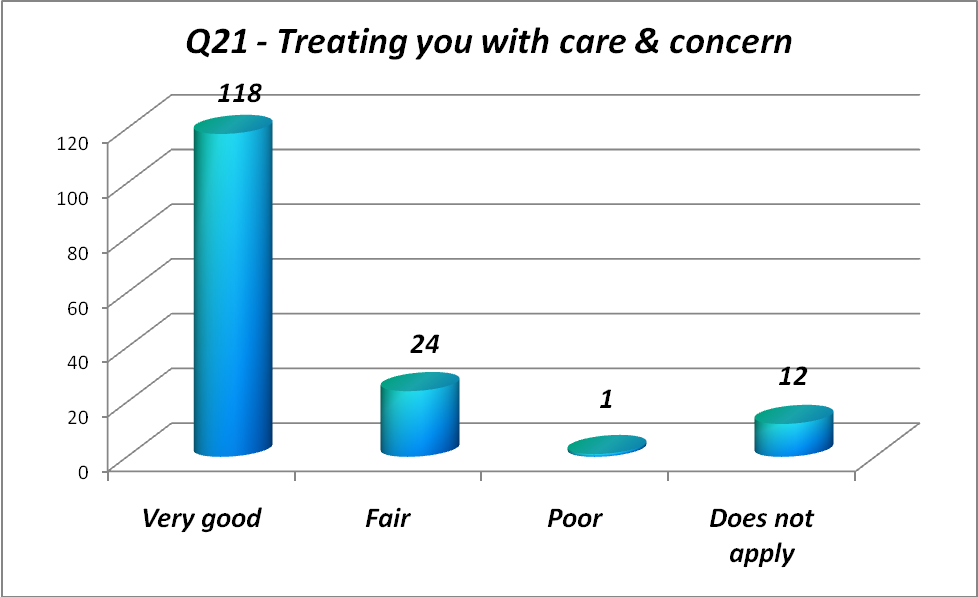 Q21 - Treating you with care & concern
118
120
100
80
60
40
20
0
24
1
12
Very good
Fair
Poor
Does not
apply